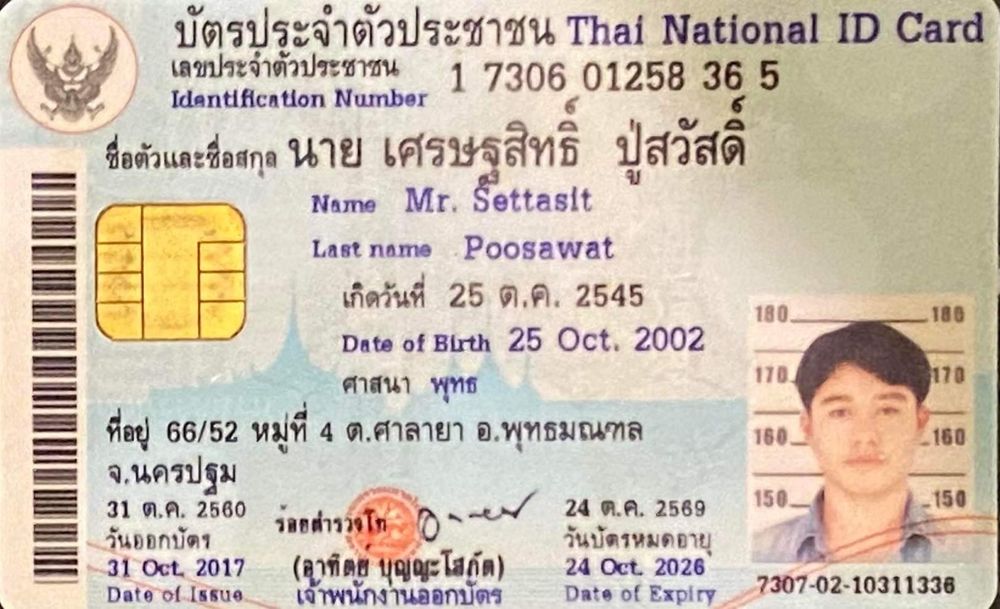 บัตรประจำตัวประชาชน Thai National ID Card
เลขประจำตัวประชาชน
Identification Number 1 7306 01258 36 5
ชื่อตัวและชื่อสกุล นาย เศรษฐสิทธิ์ ปู่สวัสดิ์
Name Mr. Settasit
Last name Poosawat
เกิดวันที่ 25 ต.ค. 2545
Date of Birth 25 Oct. 2002
ศาสนา พุทธ
ที่อยู่ 66/52 หมู่ที่ 4 ต.ศาลายา อ.พุทธมณฑล
จ.นครปฐม
31 ต.ค. 2560
วันออกบัตร
31 Oct. 2017
Date of Issue
ร้อยตำรวจโท
(อาทิตย์ บุญญะโสภัต)
เจ้าพนักงานออกบัตร
24 ต.ค. 2569
วันบัตรหมดอายุ
24 Oct. 2026
Date of Expiry
180 180
170 170
160 160
150 150
7307-02-10311336